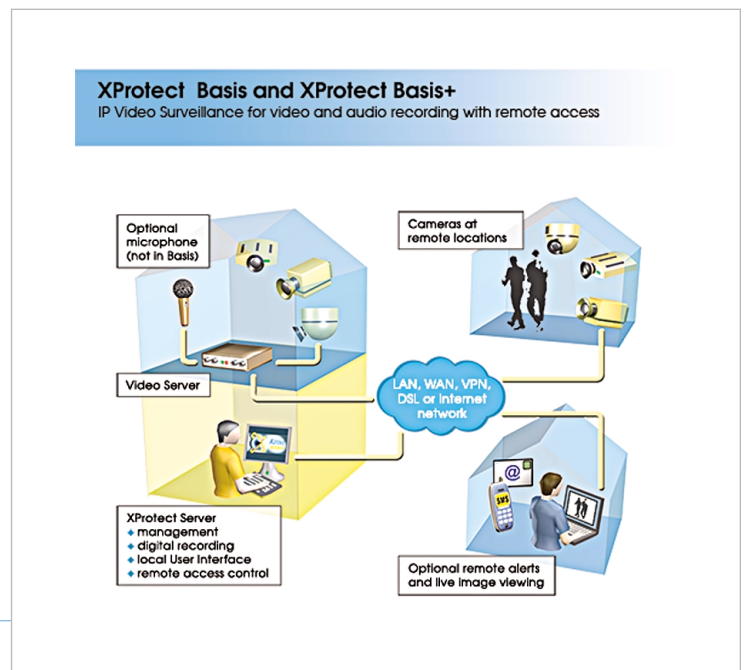 XProtect Basis and XProtect Basis+
IP Video Surveillance for video and audio recording with remote access
Optional
microphone
(not in Basis)
Cameras at
remote locations
Video Server
LAN, WAN, VPN,
DSL or Internet
network
@
SMS
XProtect Server
management
digital recording
local User Interface
remote access control
Optional remote alerts
and live image viewing